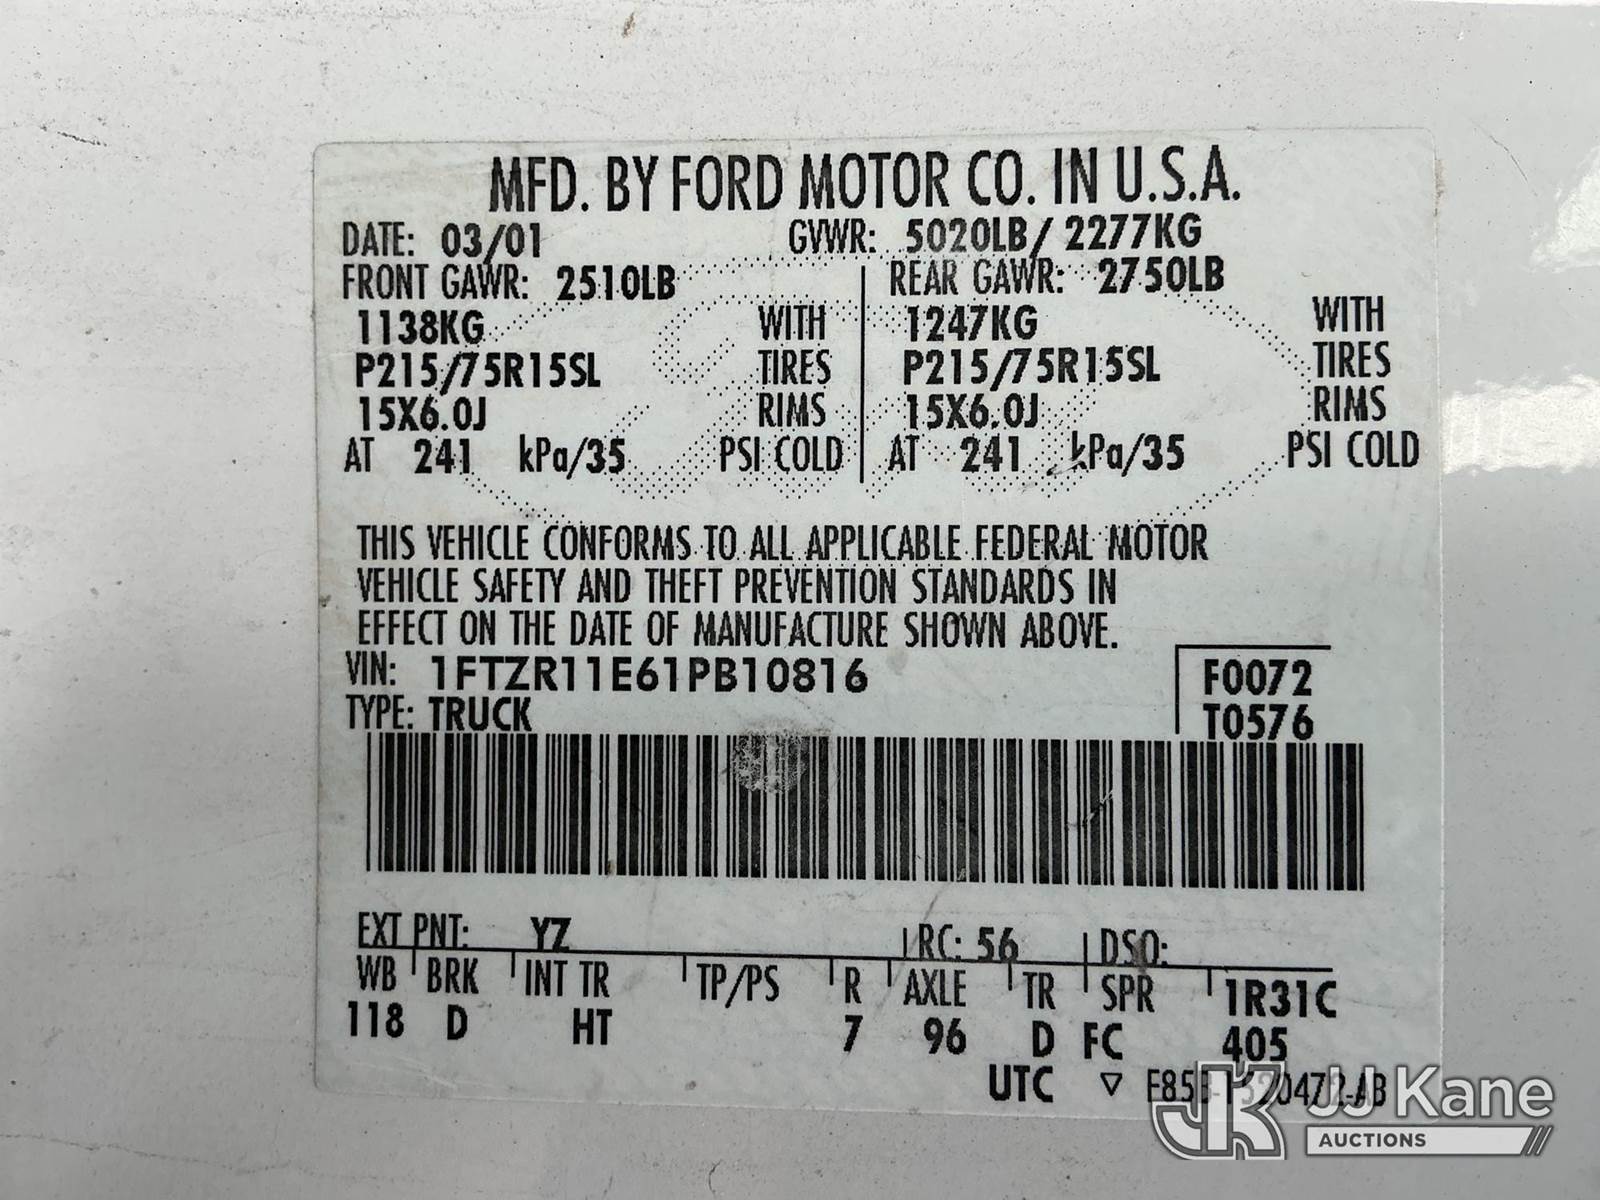 MFD. BY FORD MOTOR CO. IN U.S.A.
DATE: 03/01 GVWR: 5020LB/ 2277KG
FRONT GAWR: 2510LB REAR GAWR: 2750LB
1138KG WITH 1247KG WITH
P215/75R15SL TIRES P215/75R15SL TIRES
15X6.0J RIMS 15X6.0J RIMS
AT 241 kPa/35 PSI COLD AT 241 kPa/35 PSI COLD
THIS VEHICLE CONFORMS TO ALL APPLICABLE FEDERAL MOTOR
VEHICLE SAFETY AND THEFT PREVENTION STANDARDS IN
EFFECT ON THE DATE OF MANUFACTURE SHOWN ABOVE.
VIN: 1FTZR11E61PB10816 F0072
TYPE: TRUCK T0576
EXT PNT: YZ RC: 56 DSO:
WB BRK INT TR TP/PS R AXLE TR SPR 1R31C
118 D HT 7 96 D FC 405
UTC
JJ Kane
AUCTIONS